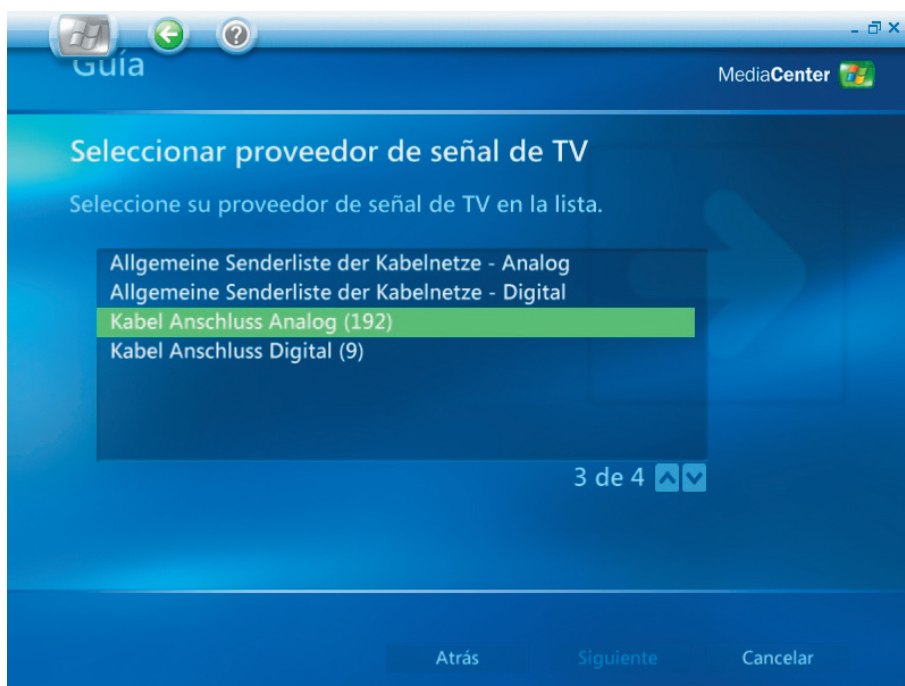 Guía
MediaCenter
Seleccionar proveedor de señal de TV
Seleccione su proveedor de señal de TV en la lista.
Allgemeine Senderliste der Kabelnetze - Analog
Allgemeine Senderliste der Kabelnetze - Digital
Kabel Anschluss Analog (192)
Kabel Anschluss Digital (9)
3 de 4
Atrás Siguiente Cancelar